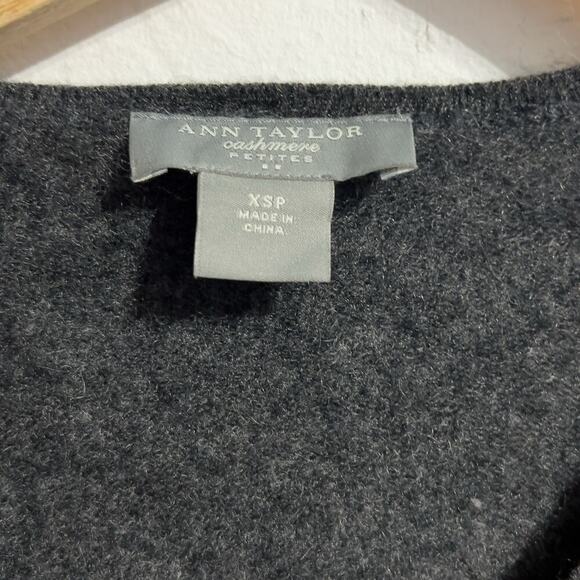 ANN TAYLOR
cashmere
PETITES
XSP
MADE IN
CHINA